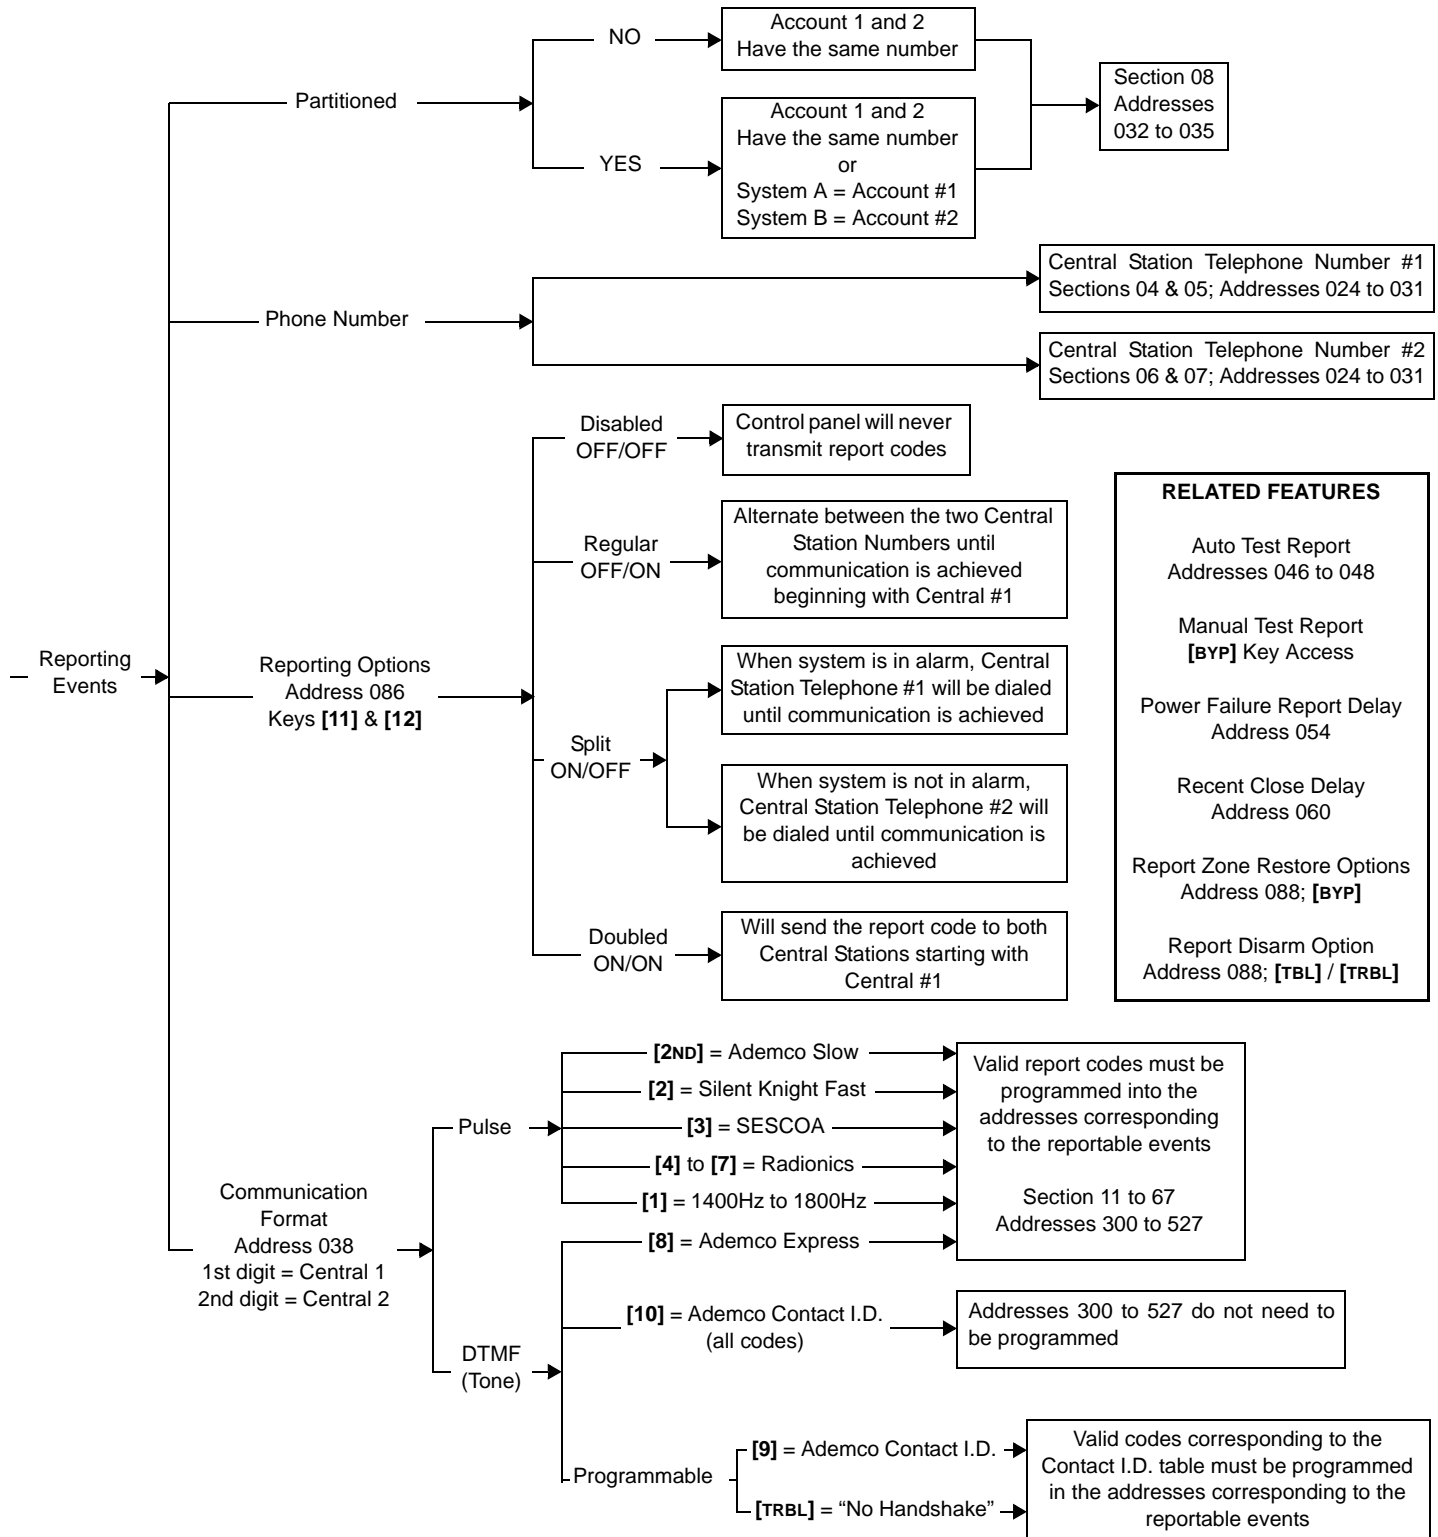 Reporting
Events
Partitioned
NO
Account 1 and 2
Have the same number
YES
Account 1 and 2
Have the same number
or
System A = Account #1
System B = Account #2
Section 08
Addresses
032 to 035
Phone Number
Central Station Telephone Number #1
Sections 04 & 05; Addresses 024 to 031
Central Station Telephone Number #2
Sections 06 & 07; Addresses 024 to 031
Reporting Options
Address 086
Keys [11] & [12]
Disabled
OFF/OFF
Control panel will never
transmit report codes
Regular
OFF/ON
Alternate between the two Central
Station Numbers until
communication is achieved
beginning with Central #1
Split
ON/OFF
When system is in alarm, Central
Station Telephone #1 will be dialed
until communication is achieved
When system is not in alarm,
Central Station Telephone #2 will
be dialed until communication is
achieved
Doubled
ON/ON
Will send the report code to both
Central Stations starting with
Central #1
RELATED FEATURES
Auto Test Report
Addresses 046 to 048
Manual Test Report
[BYP] Key Access
Power Failure Report Delay
Address 054
Recent Close Delay
Address 060
Report Zone Restore Options
Address 088; [BYP]
Report Disarm Option
Address 088; [TBL] / [TRBL]
Communication
Format
Address 038
1st digit = Central 1
2nd digit = Central 2
Pulse
[2ND] = Ademco Slow
[2] = Silent Knight Fast
[3] = SESCOA
[4] to [7] = Radionics
[1] = 1400Hz to 1800Hz
[8] = Ademco Express
Valid report codes must be
programmed into the
addresses corresponding
to the reportable events
Section 11 to 67
Addresses 300 to 527
DTMF
(Tone)
[10] = Ademco Contact I.D.
(all codes)
Addresses 300 to 527 do not need to
be programmed
Programmable
[9] = Ademco Contact I.D.
[TRBL] = “No Handshake”
Valid codes corresponding to the
Contact I.D. table must be programmed
in the addresses corresponding to the
reportable events